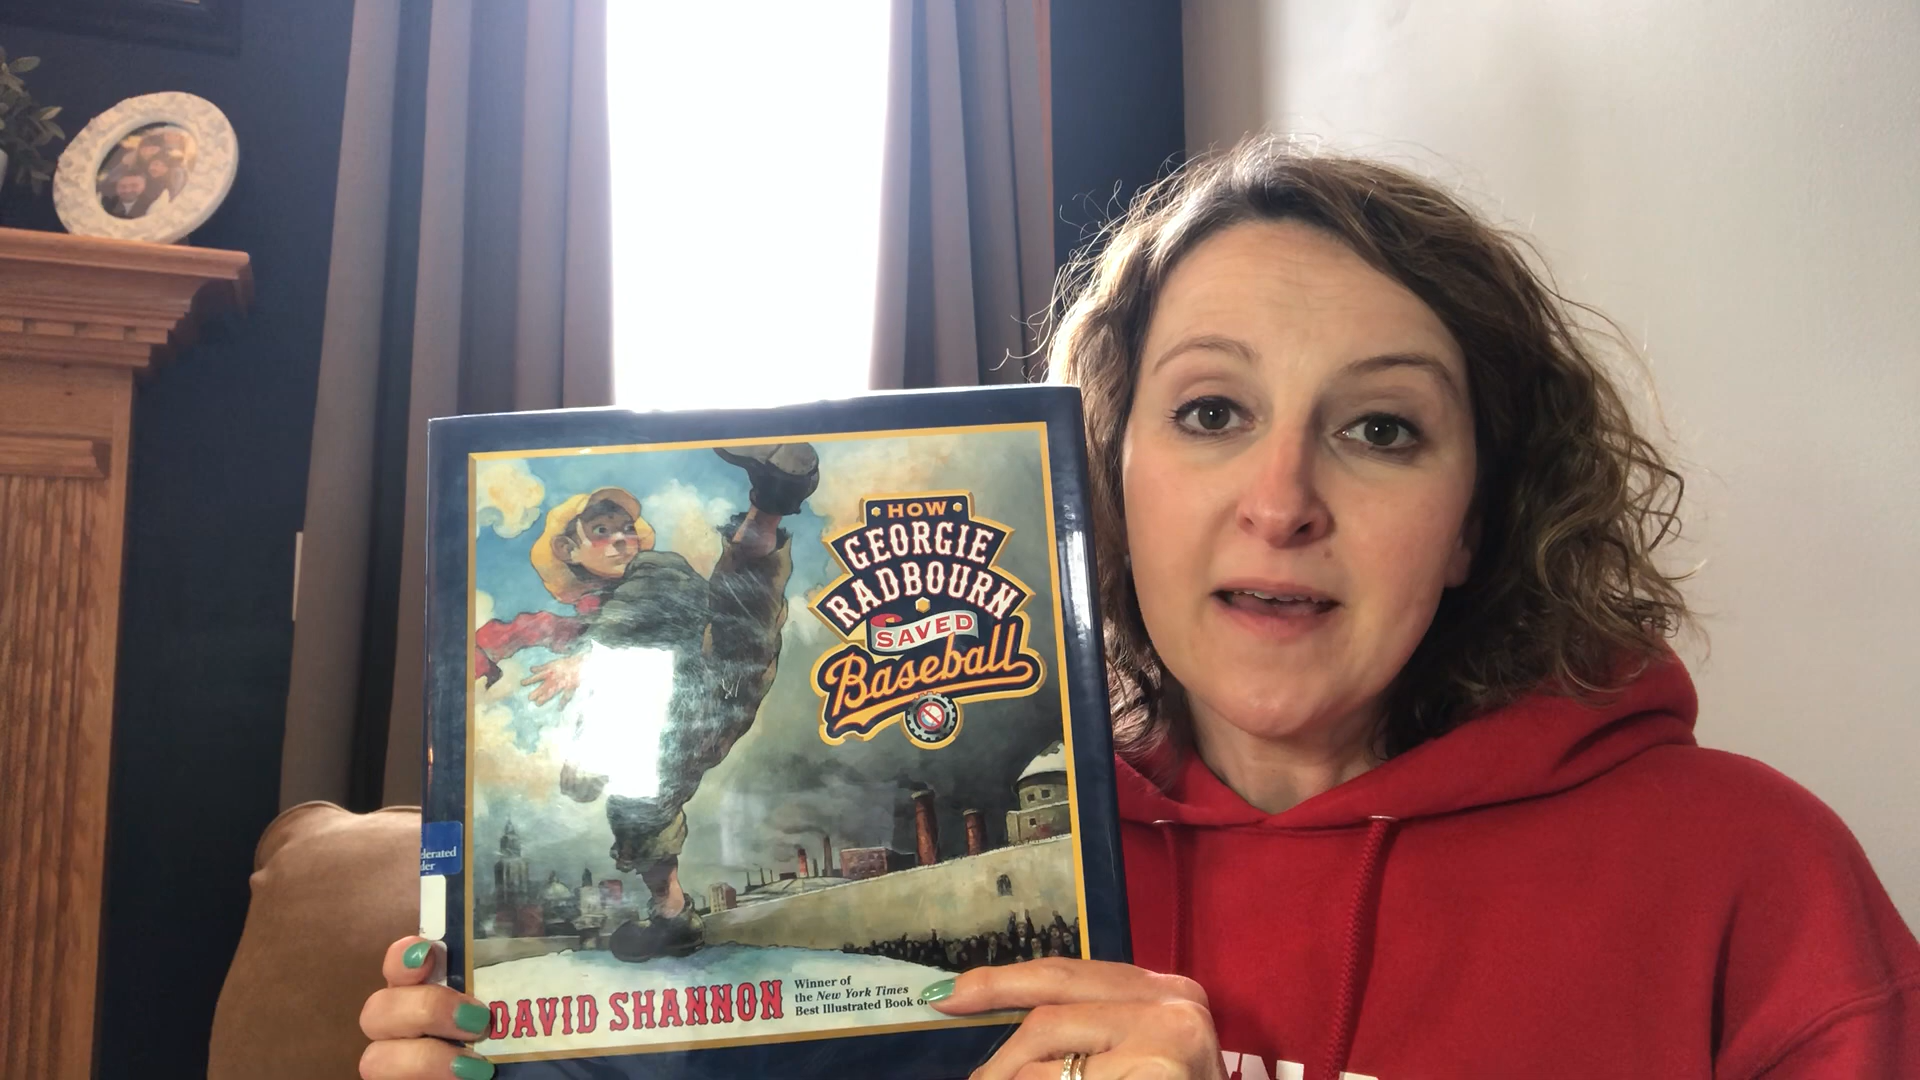 HOW
GEORGIE
RADBOURN
SAVED
Baseball
DAVID SHANNON
Winner of
the New York Times
Best Illustrated Book